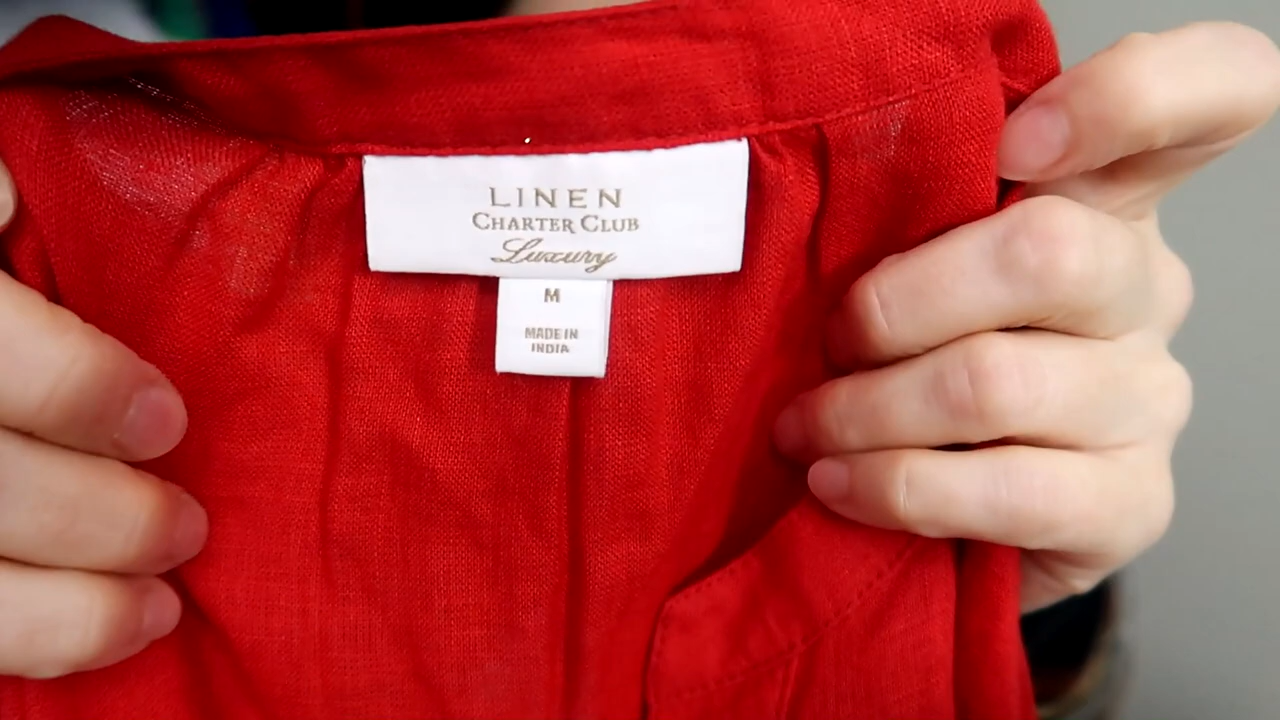 LINEN
CHARTER CLUB
Luxury
M
MADE IN
INDIA